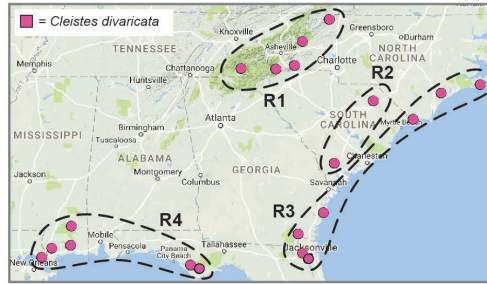 = Cleistes divaricata
Knoxville
Greensboro
Durham
TENNESSEE
Asheville
NORTH
CAROLINA
Memphis
Chattanooga
Charlotte
Huntsville
R2
R1
Atlanta
SOUTH
CAROLINA
Myrtle Beach
MISSISSIPPI
Birmingham
Tuscaloosa
ALABAMA
Charleston
GEORGIA
Jackson
Montgomery
Columbus
Savannah
R4
R3
Mobile
Pensacola
Tallahassee
Jacksonville
Panama
City Beach
New Orleans